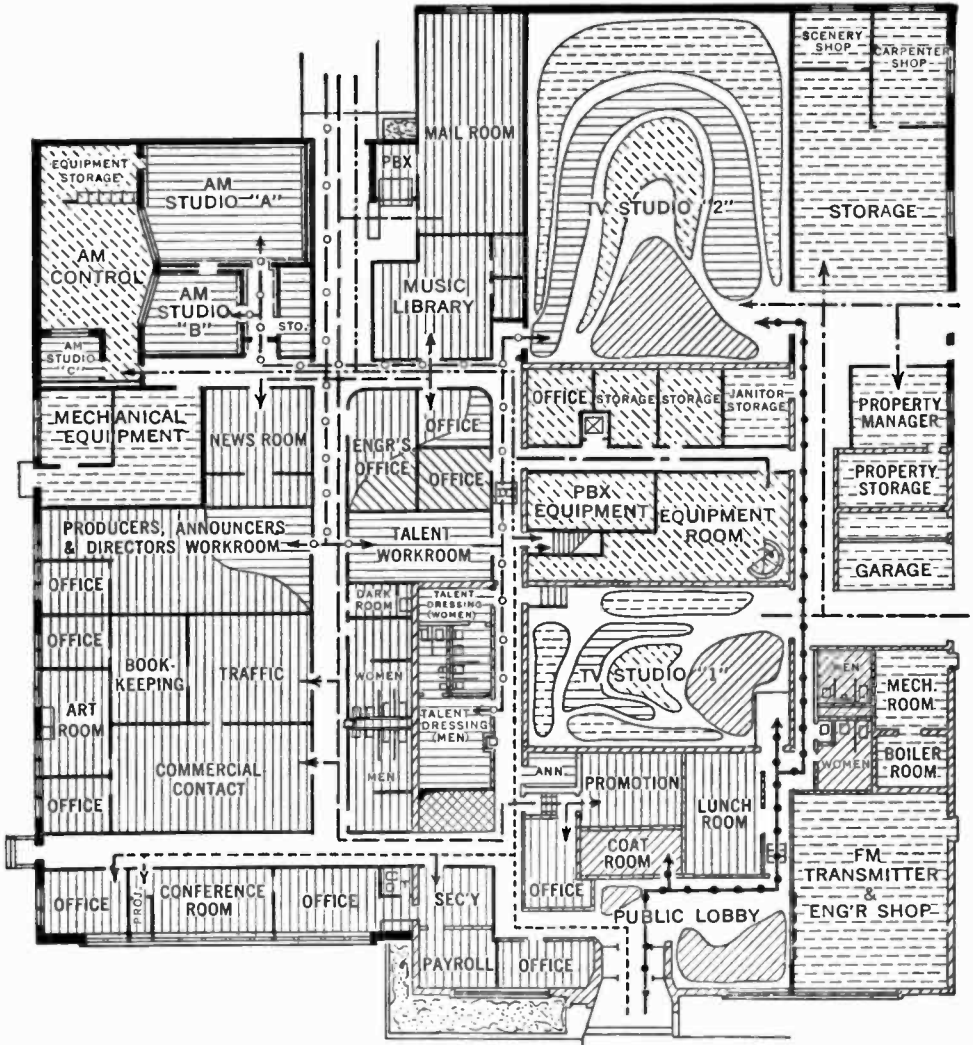 SCENERY
SHOP
CARPENTER
SHOP
MAIL ROOM
PBX
EQUIPMENT
STORAGE
AM
STUDIO "A"
TV STUDIO "2"
STORAGE
AM
CONTROL
AM
STUDIO
"B"
STO.
MUSIC
LIBRARY
AM
STUDIO
"C"
MECHANICAL
EQUIPMENT
NEWS ROOM
ENGR'S
OFFICE
OFFICE
OFFICE
OFFICE
STORAGE
STORAGE
JANITOR
STORAGE
PROPERTY
MANAGER
PROPERTY
STORAGE
GARAGE
PBX
EQUIPMENT
EQUIPMENT
ROOM
PRODUCERS, ANNOUNCERS
& DIRECTORS WORKROOM
TALENT
WORKROOM
OFFICE
DARK
ROOM
TALENT
DRESSING
(WOMEN)
OFFICE
BOOK-
KEEPING
TRAFFIC
WOMEN
TV STUDIO "1"
MEN
MECH.
ROOM
ART
ROOM
TALENT
DRESSING
(MEN)
WOMEN
BOILER
ROOM
COMMERCIAL
CONTACT
MEN
ANN.
PROMOTION
LUNCH
ROOM
OFFICE
COAT
ROOM
FM
TRANSMITTER
&
ENG'R SHOP
OFFICE
PROJ.
CONFERENCE
ROOM
OFFICE
SEC'Y
OFFICE
PUBLIC LOBBY
PAYROLL
OFFICE